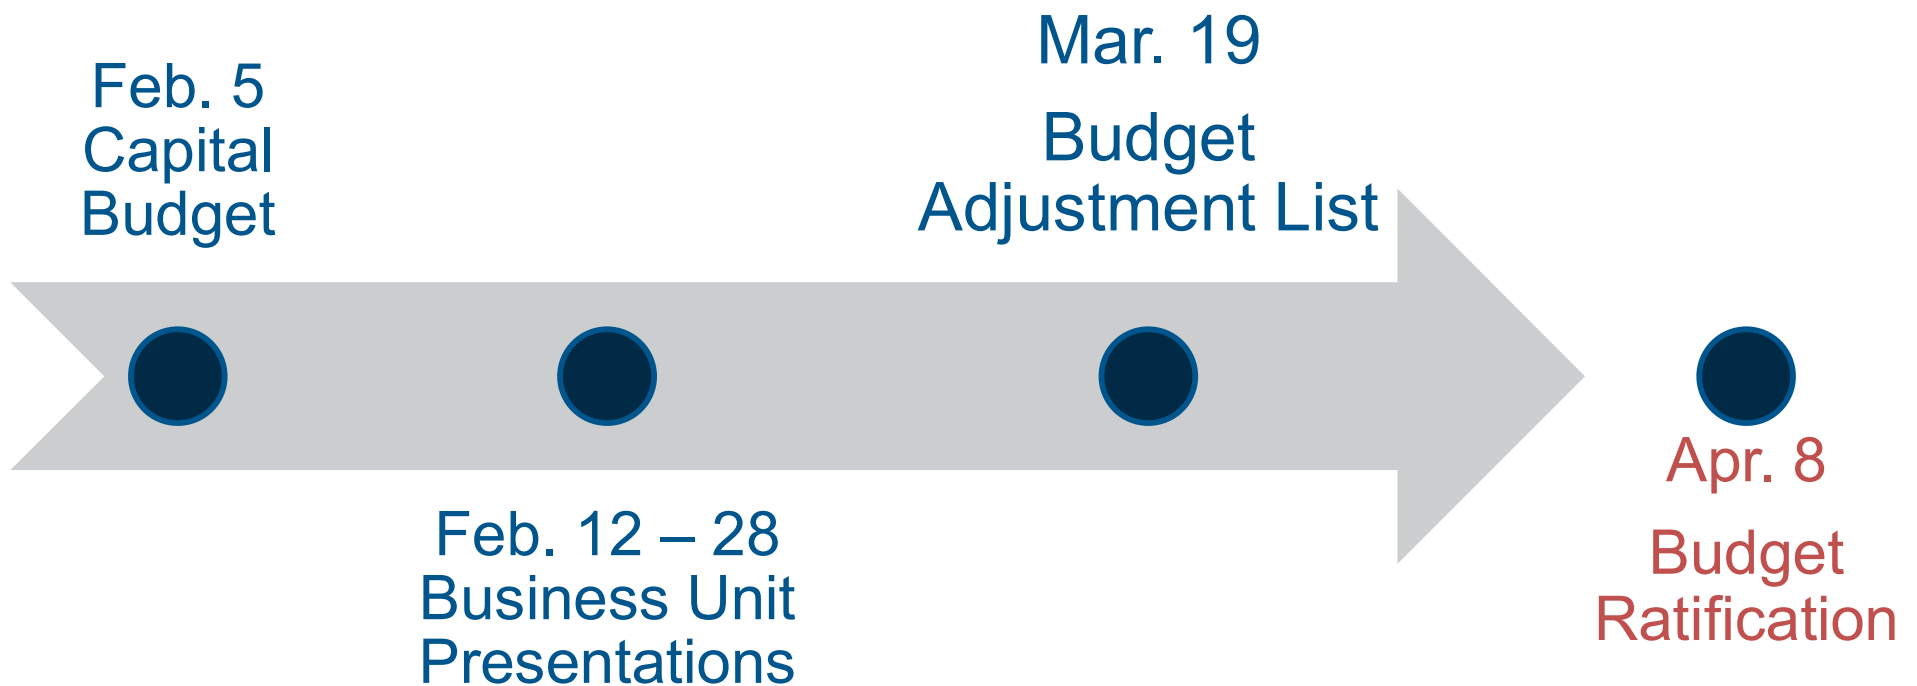 Feb. 5
Capital
Budget
Feb. 12 – 28
Business Unit
Presentations
Mar. 19
Budget
Adjustment List
Apr. 8
Budget
Ratification